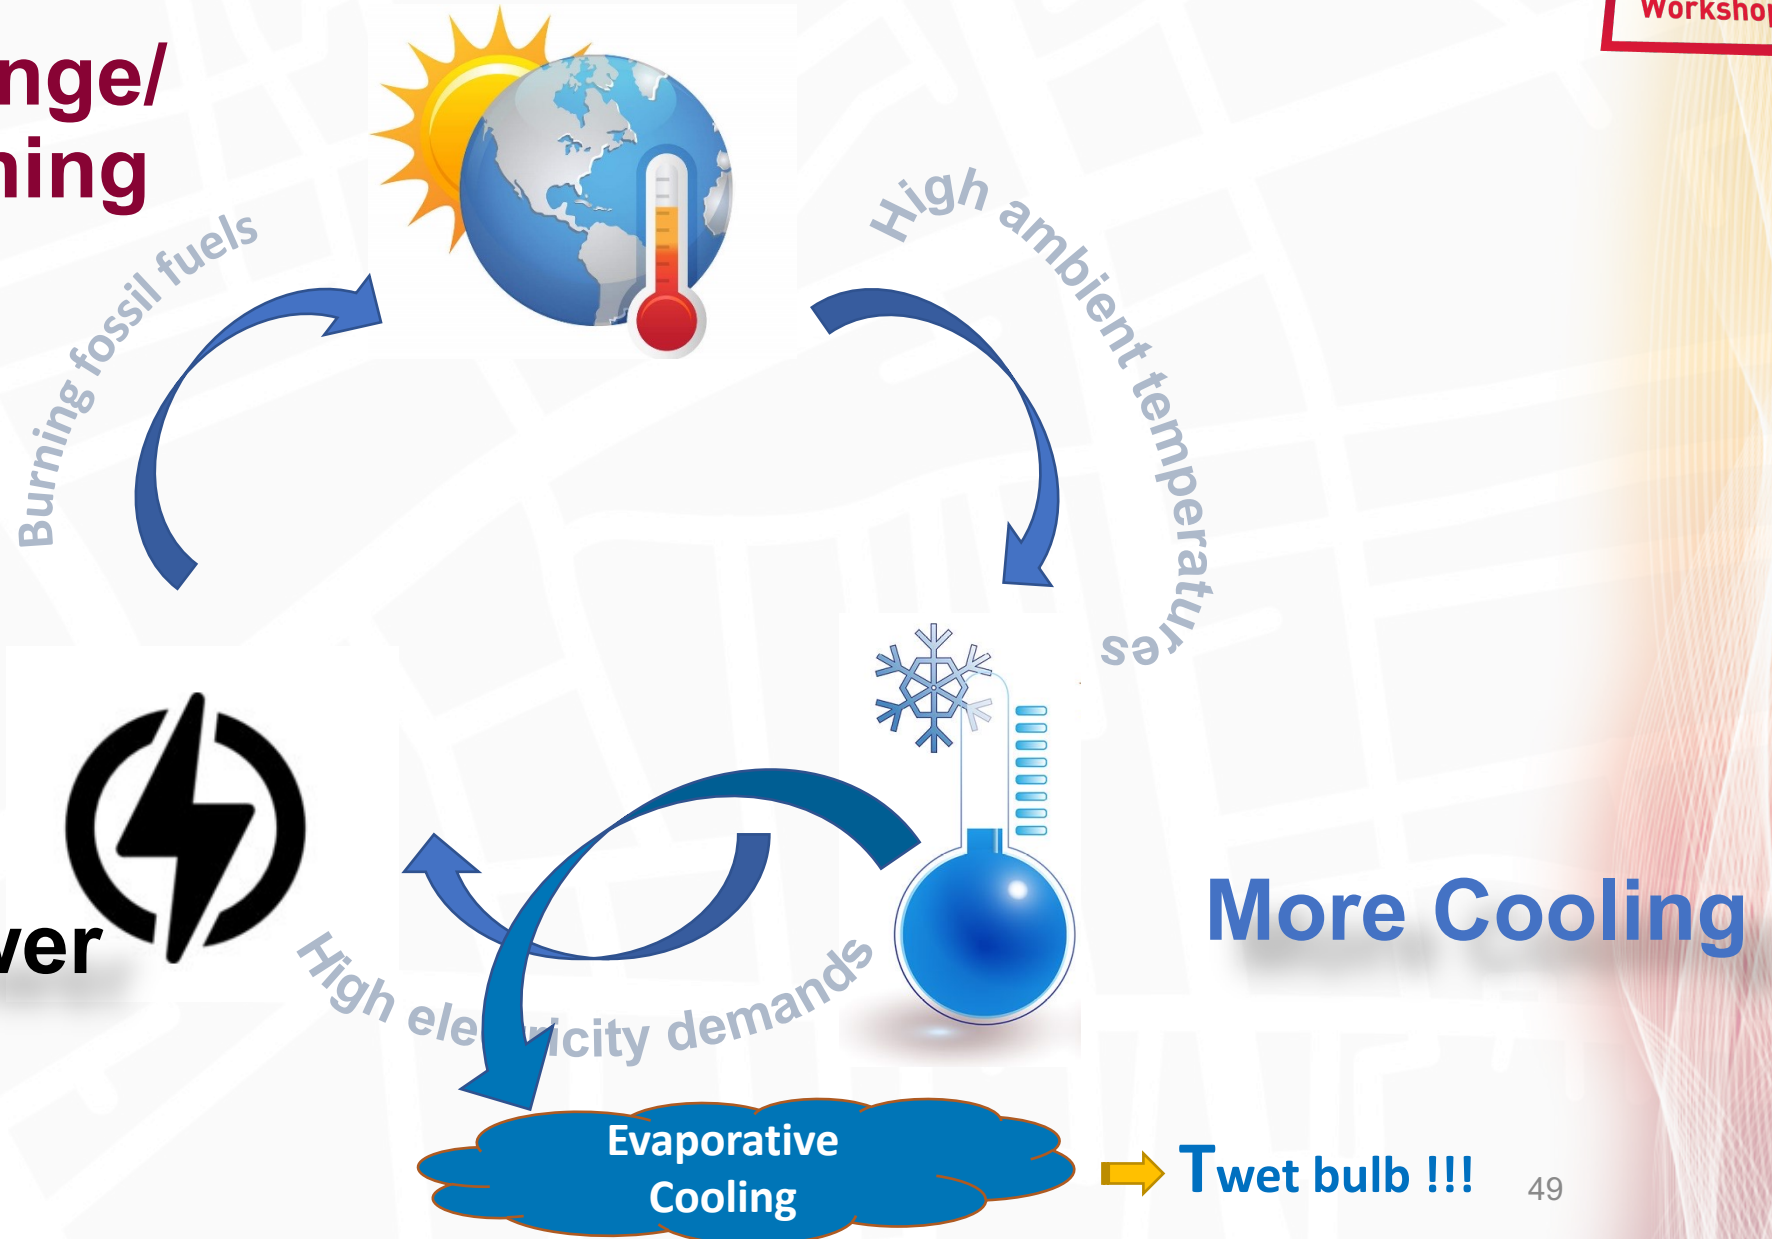 Workshop
nge/
ning
Burning fossil fuels
High ambient temperatures
ver
More Cooling
High electricity demands
Evaporative
Cooling
Twet bulb !!!
49